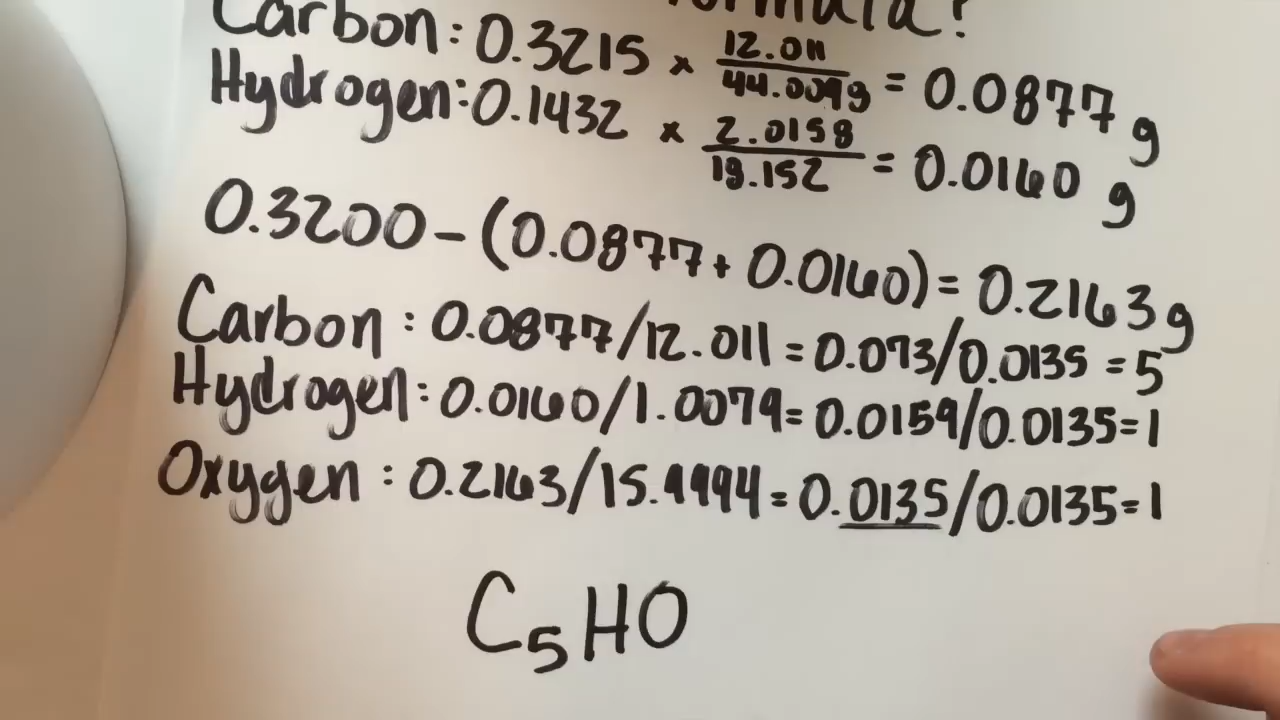 formula?
Carbon: 0.3215 × 12.011/44.009g = 0.0877 g
Hydrogen: 0.1432 × 2.0158/18.152 = 0.0160 g
0.3200 - (0.0877 + 0.0160) = 0.2163 g
Carbon: 0.0877/12.011 = 0.073/0.0135 = 5
Hydrogen: 0.0160/1.0079 = 0.0159/0.0135 = 1
Oxygen: 0.2163/15.9994 = 0.0135/0.0135 = 1
C₅HO